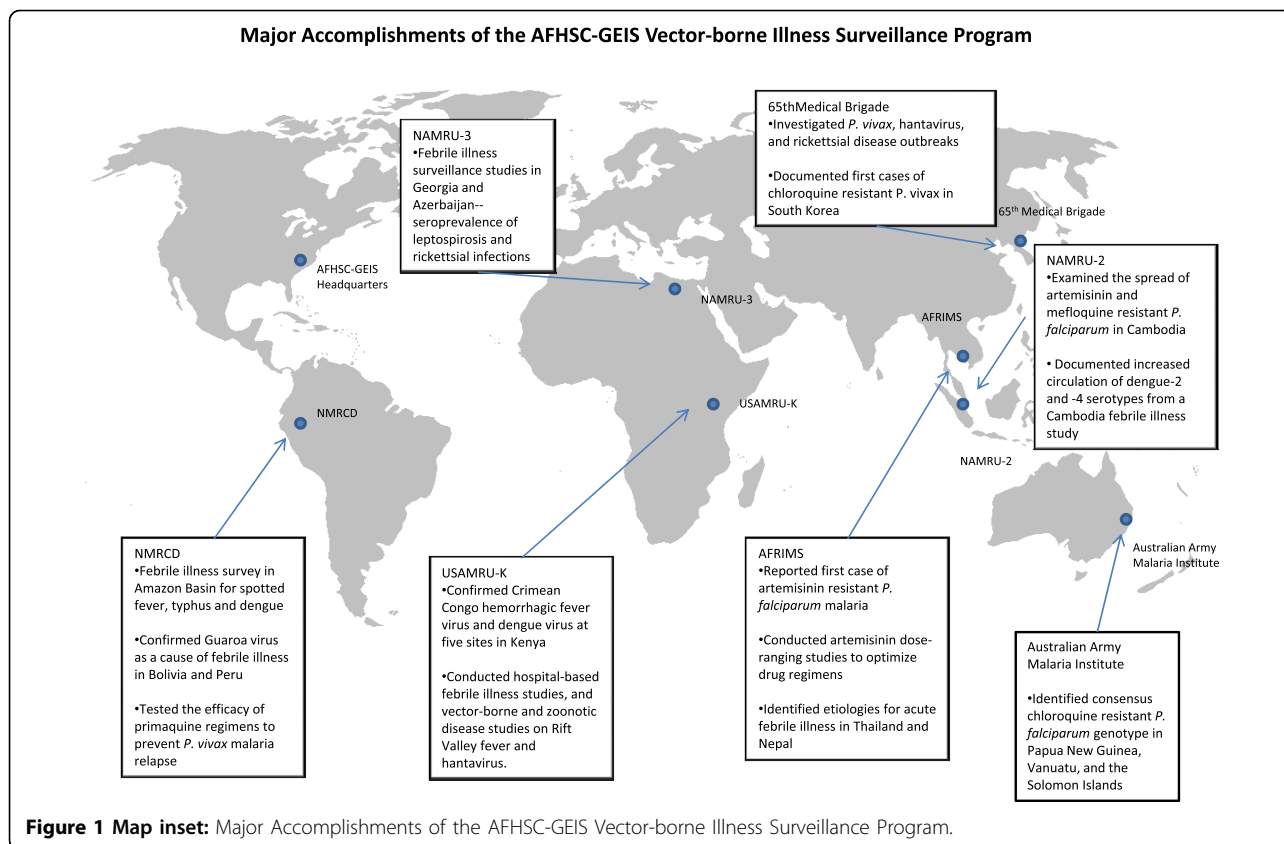 Major Accomplishments of the AFHSC-GEIS Vector-borne Illness Surveillance Program
65thMedical Brigade
•Investigated P. vivax, hantavirus,
and rickettsial disease outbreaks
•Documented first cases of
chloroquine resistant P. vivax in
South Korea
NAMRU-3
•Febrile illness
surveillance studies in
Georgia and
Azerbaijan--
seroprevalence of
leptospirosis and
rickettsial infections
65th Medical Brigade
NAMRU-2
•Examined the spread of
artemisinin and
mefloquine resistant P.
falciparum in Cambodia
• Documented increased
circulation of dengue-2
and -4 serotypes from a
Cambodia febrile illness
study
AFHSC-GEIS
Headquarters
NAMRU-3
AFRIMS
USAMRU-K
NMRCD
NAMRU-2
Australian Army
Malaria Institute
NMRCD
•Febrile illness survey in
Amazon Basin for spotted
fever, typhus and dengue
•Confirmed Guaroa virus
as a cause of febrile illness
in Bolivia and Peru
•Tested the efficacy of
primaquine regimens to
prevent P. vivax malaria
relapse
USAMRU-K
•Confirmed Crimean
Congo hemorrhagic fever
virus and dengue virus at
five sites in Kenya
•Conducted hospital-based
febrile illness studies, and
vector-borne and zoonotic
disease studies on Rift
Valley fever and
hantavirus.
AFRIMS
•Reported first case of
artemisinin resistant P.
falciparum malaria
•Conducted artemisinin dose-
ranging studies to optimize
drug regimens
•Identified etiologies for acute
febrile illness in Thailand and
Nepal
Australian Army
Malaria Institute
•Identified consensus
chloroquine resistant P.
falciparum genotype in
Papua New Guinea,
Vanuatu, and the
Solomon Islands
Figure 1 Map inset: Major Accomplishments of the AFHSC-GEIS Vector-borne Illness Surveillance Program.